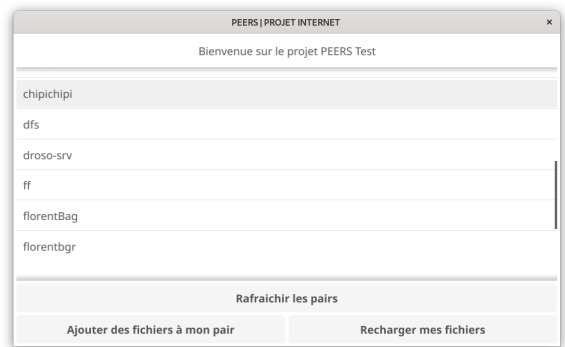 PEERS | PROJET INTERNET ×
Bienvenue sur le projet PEERS Test
chipichipi
dfs
droso-srv
ff
florentBag
florentbgr
Rafraichir les pairs
Ajouter des fichiers à mon pair Recharger mes fichiers